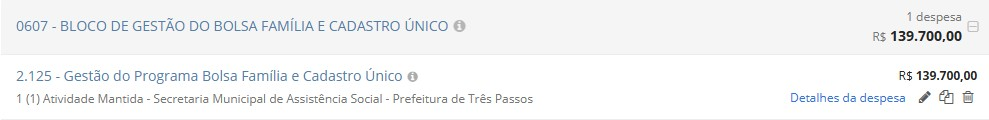 0607 - BLOCO DE GESTÃO DO BOLSA FAMÍLIA E CADASTRO ÚNICO
1 despesa
R$ 139.700,00
2.125 - Gestão do Programa Bolsa Família e Cadastro Único
R$ 139.700,00
1 (1) Atividade Mantida - Secretaria Municipal de Assistência Social - Prefeitura de Três Passos
Detalhes da despesa